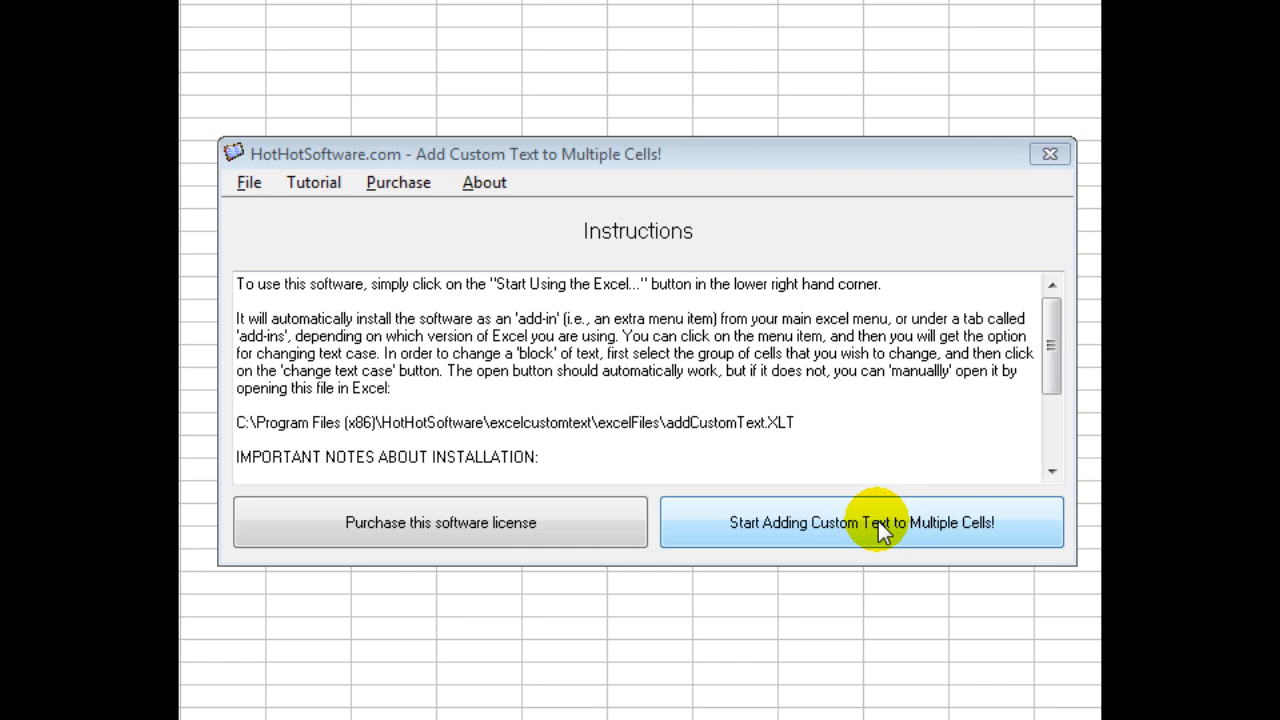 HotHotSoftware.com - Add Custom Text to Multiple Cells!
File Tutorial Purchase About
Instructions
To use this software, simply click on the "Start Using the Excel..." button in the lower right hand corner.
It will automatically install the software as an 'add-in' (i.e., an extra menu item) from your main excel menu, or under a tab called
'add-ins', depending on which version of Excel you are using. You can click on the menu item, and then you will get the option
for changing text case. In order to change a 'block' of text, first select the group of cells that you wish to change, and then click
on the 'change text case' button. The open button should automatically work, but if it does not, you can 'manuallly' open it by
opening this file in Excel:
C:\Program Files (x86)\HotHotSoftware\excelcustomtext\excelFiles\addCustomText.XLT
IMPORTANT NOTES ABOUT INSTALLATION:
Purchase this software license
Start Adding Custom Text to Multiple Cells!